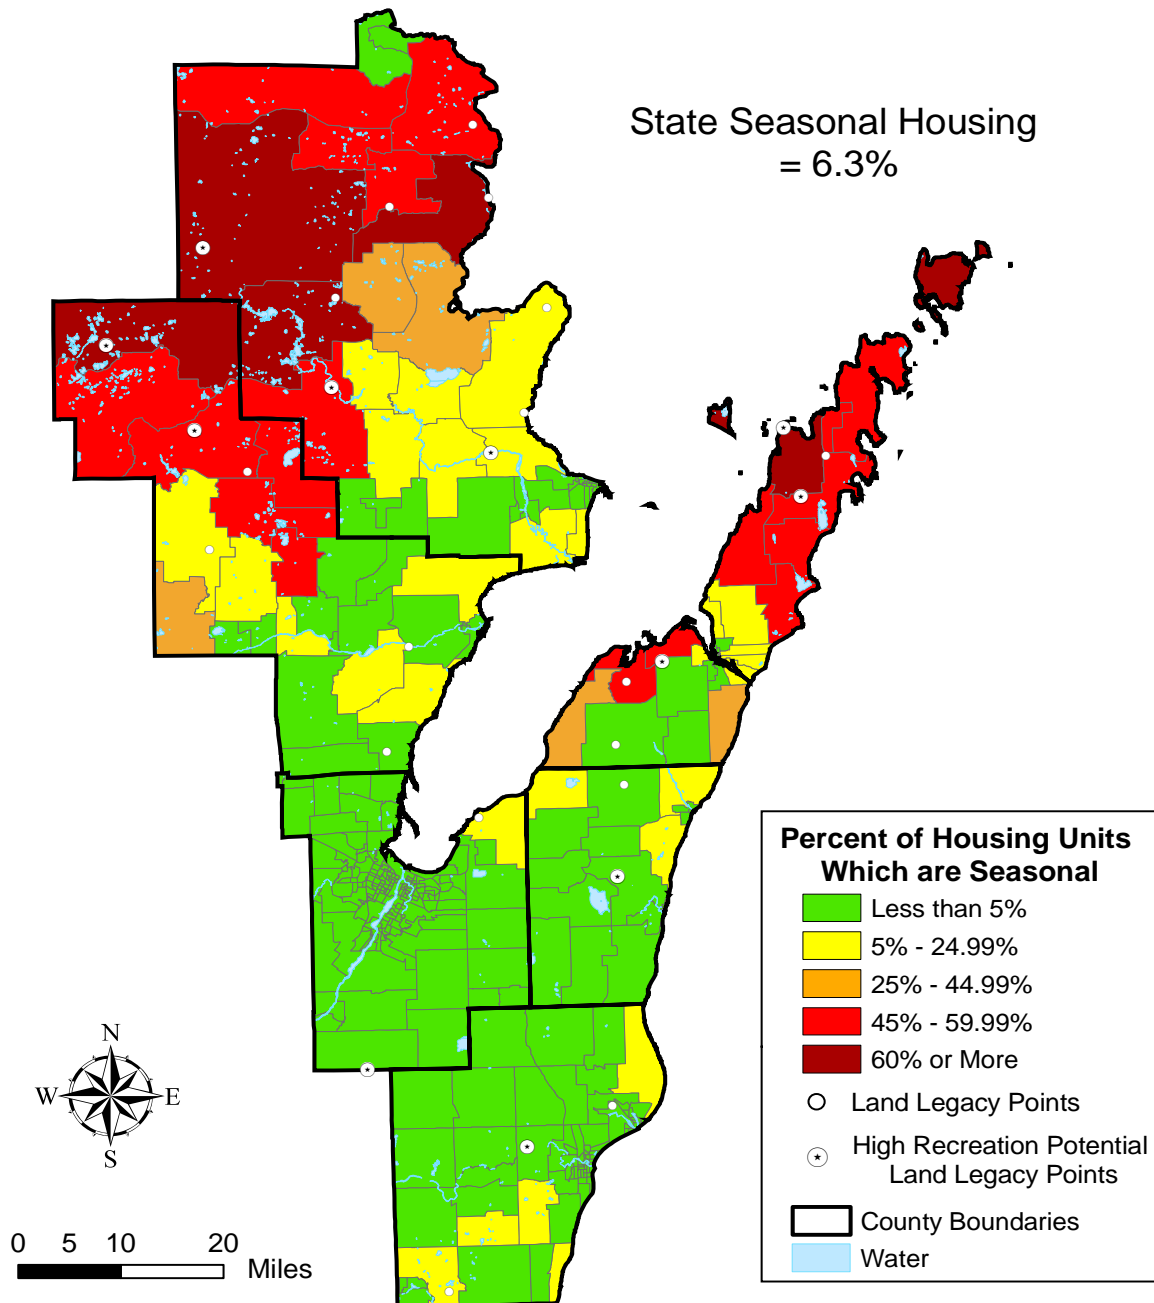 State Seasonal Housing
= 6.3%
Percent of Housing Units
Which are Seasonal
Less than 5%
5% - 24.99%
25% - 44.99%
45% - 59.99%
60% or More
Land Legacy Points
High Recreation Potential
Land Legacy Points
County Boundaries
Water
N
W E
S
0 5 10 20
Miles